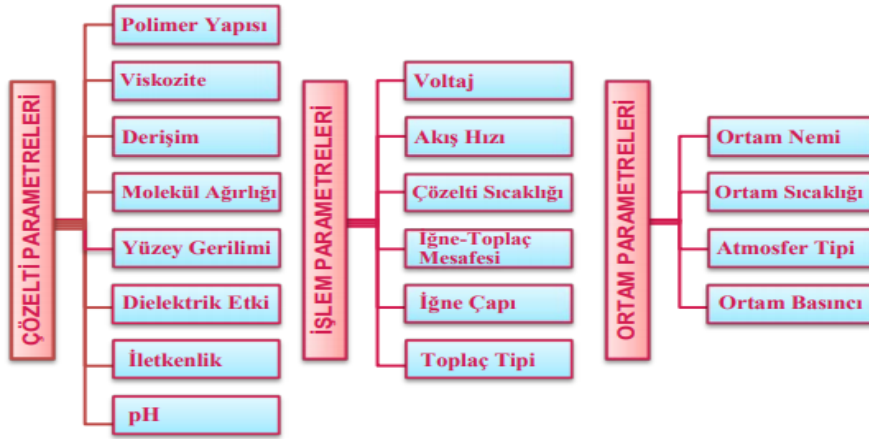 ÇÖZELTİ PARAMETRELERİ
Polimer Yapısı
Viskozite
Derişim
Molekül Ağırlığı
Yüzey Gerilimi
Dielektrik Etki
İletkenlik
pH
İŞLEM PARAMETRELERİ
Voltaj
Akış Hızı
Çözelti Sıcaklığı
İğne-Toplaç
Mesafesi
İğne Çapı
Toplaç Tipi
ORTAM PARAMETRELERİ
Ortam Nemi
Ortam Sıcaklığı
Atmosfer Tipi
Ortam Basıncı